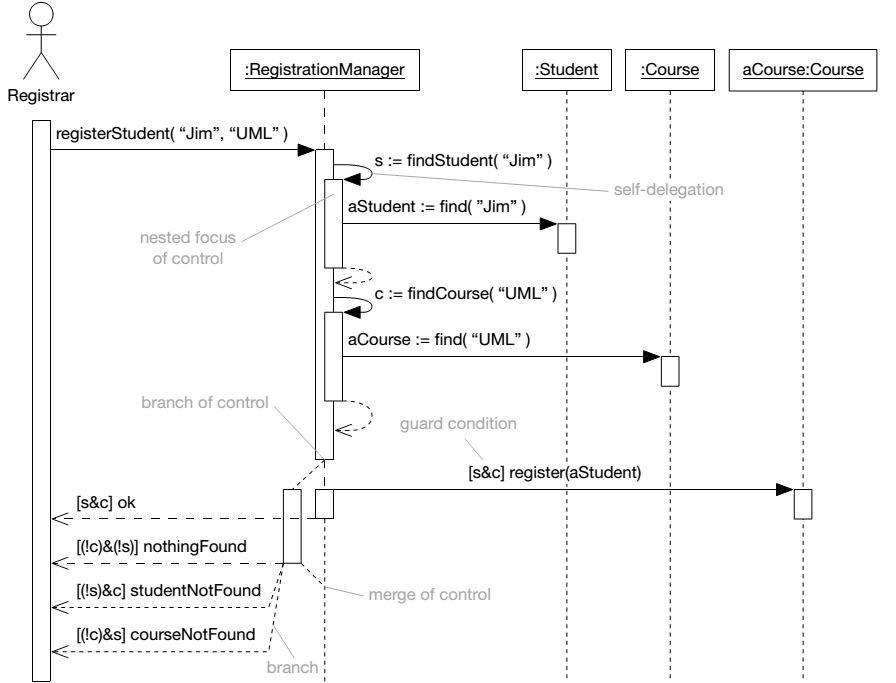 :RegistrationManager
:Student
:Course
aCourse:Course
Registrar
registerStudent( “Jim”, “UML” )
s := findStudent( “Jim” )
self-delegation
aStudent := find( ”Jim” )
nested focus
of control
c := findCourse( “UML” )
aCourse := find( “UML” )
branch of control
guard condition
[s&c] register(aStudent)
[s&c] ok
[(!c)&(!s)] nothingFound
[(!s)&c] studentNotFound
merge of control
[(!c)&s] courseNotFound
branch